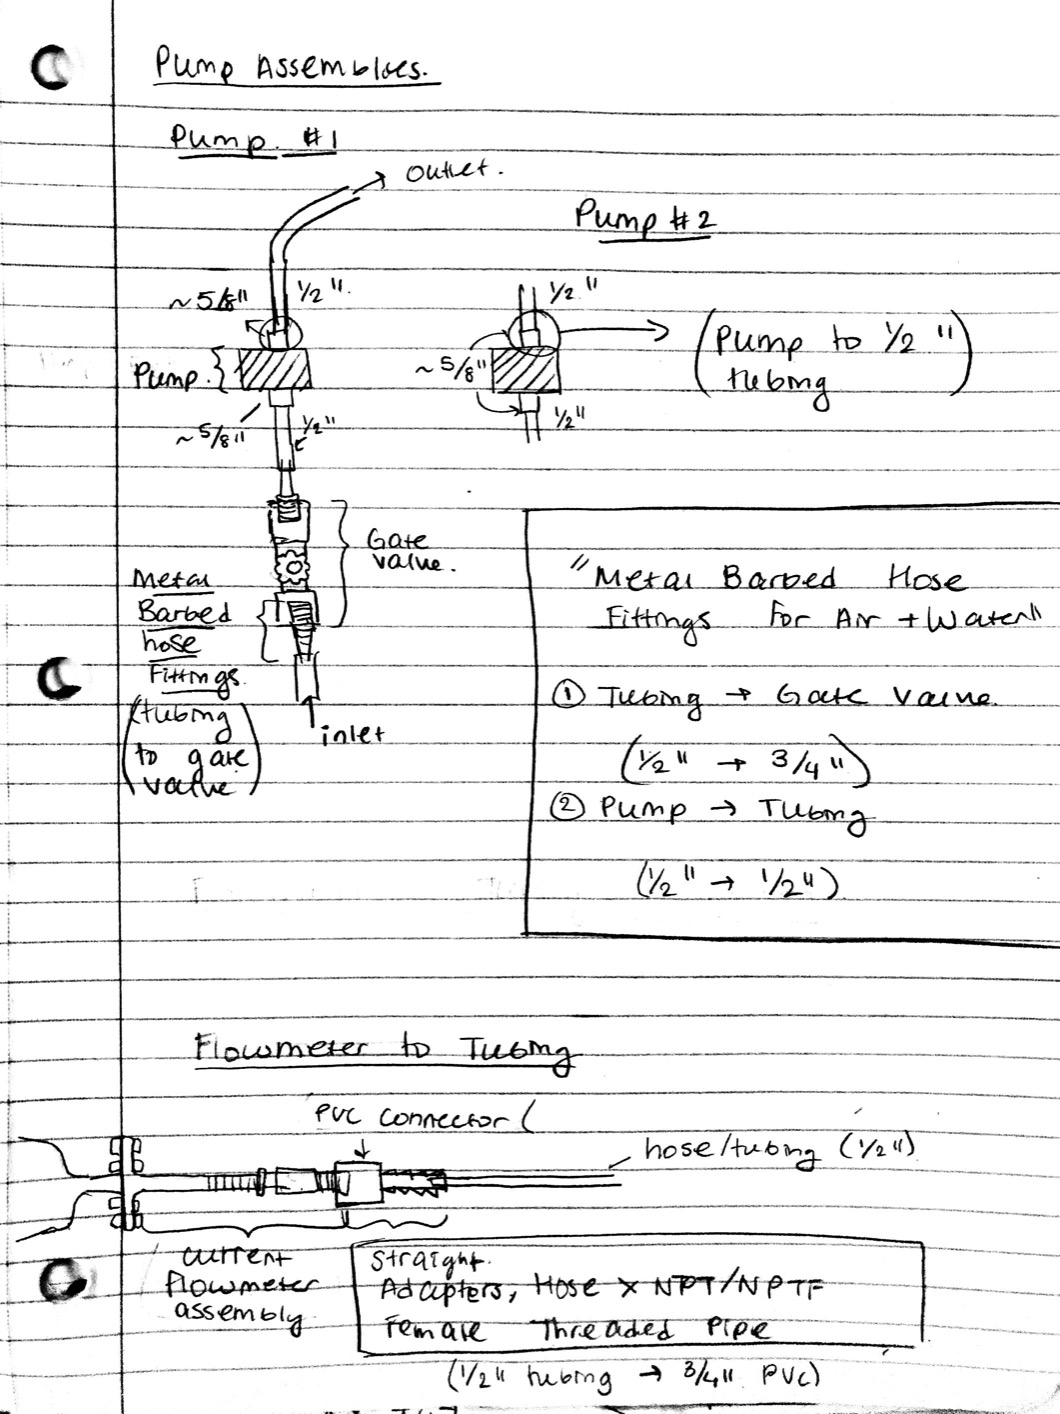 Pump Assemblies.
Pump #1
Outlet.
Pump #2
~5/8"
1/2".
1/2"
Pump.
~5/8"
(Pump to 1/2"
tubing)
~5/8"
1/2"
1/2"
Gate
valve.
Metal
Barbed
hose
Fittings.
(tubing
to gate
valve)
inlet
"Metal Barbed Hose
Fittings For Air + Water"
① Tubing → Gate Valve.
(1/2" → 3/4")
② Pump → Tubing
(1/2" → 1/2")
Flowmeter to Tubing
PVC connector (
hose/tubing (1/2")
current
flowmeter
assembly.
Straight.
Adapters, Hose x NPT/NPTF
Female Threaded Pipe
(1/2" tubing → 3/4" PVC)